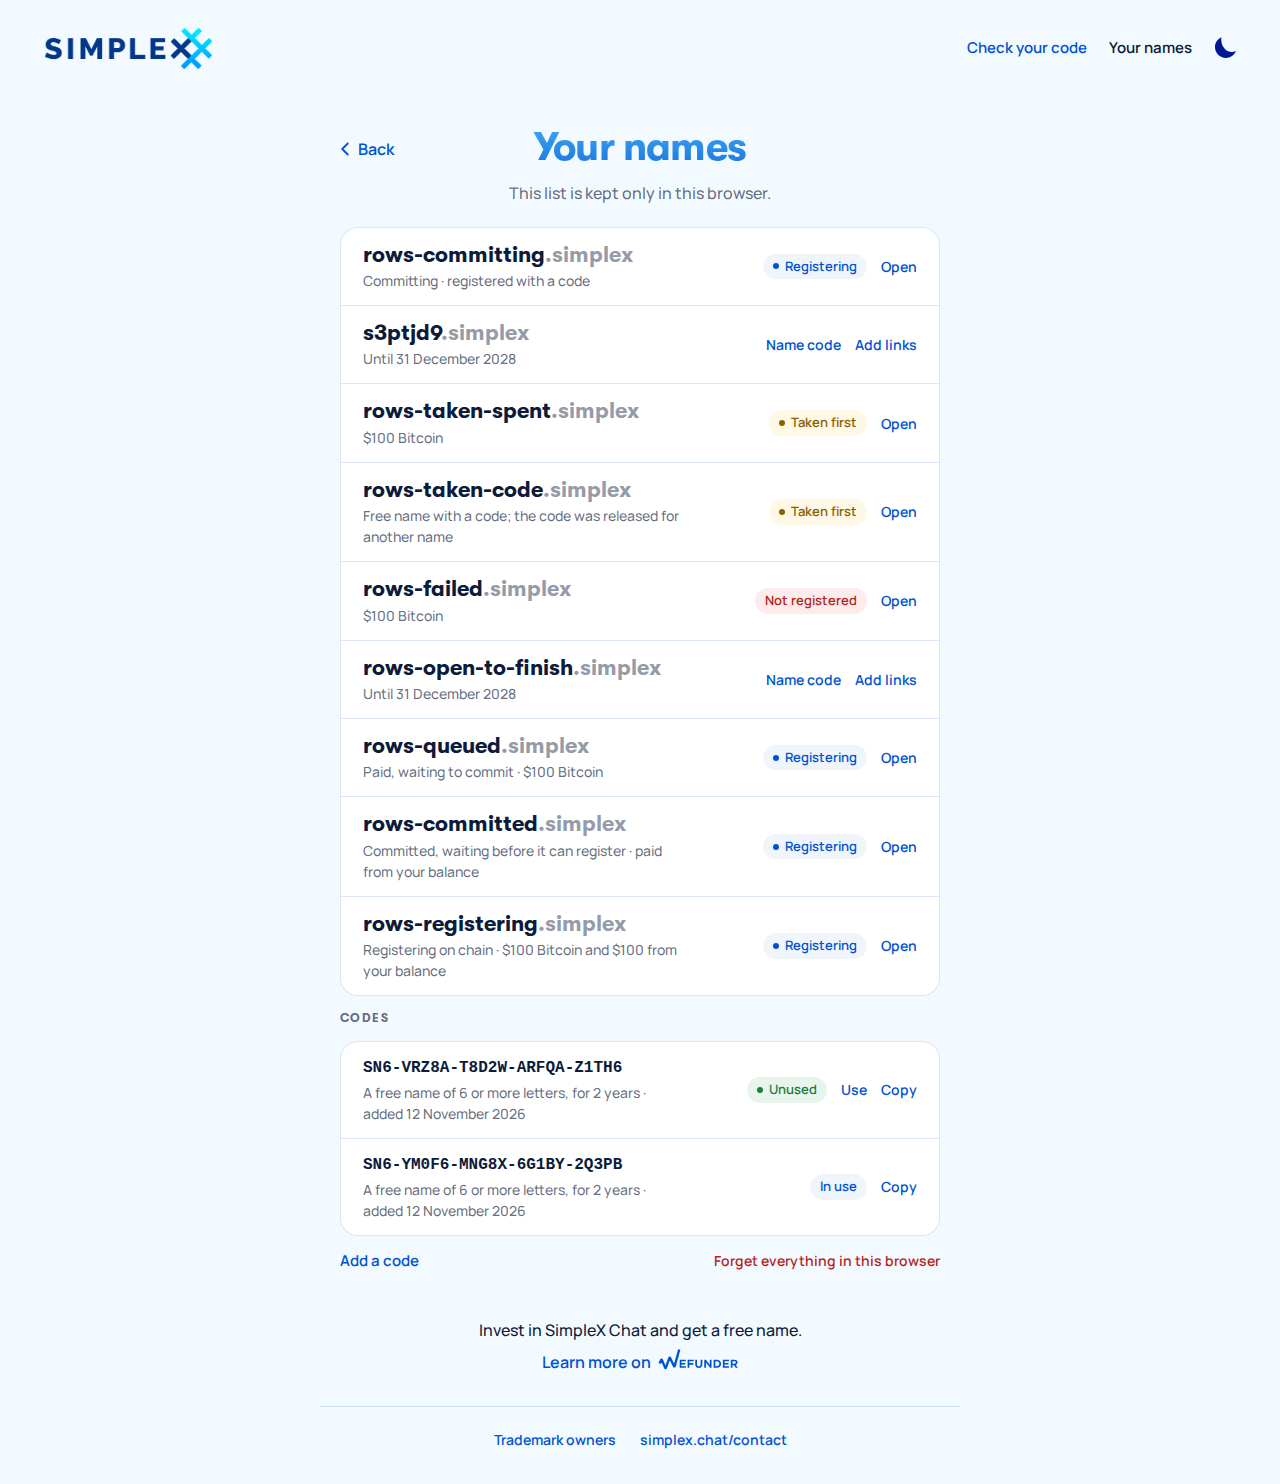 SIMPLEX
Check your code
Your names
Back
Your names
This list is kept only in this browser.
rows-committing.simplex
Committing · registered with a code
Registering
Open
s3ptjd9.simplex
Until 31 December 2028
Name code
Add links
rows-taken-spent.simplex
$100 Bitcoin
Taken first
Open
rows-taken-code.simplex
Free name with a code; the code was released for
another name
Taken first
Open
rows-failed.simplex
$100 Bitcoin
Not registered
Open
rows-open-to-finish.simplex
Until 31 December 2028
Name code
Add links
rows-queued.simplex
Paid, waiting to commit · $100 Bitcoin
Registering
Open
rows-committed.simplex
Committed, waiting before it can register · paid
from your balance
Registering
Open
rows-registering.simplex
Registering on chain · $100 Bitcoin and $100 from
your balance
Registering
Open
CODES
SN6-VRZ8A-T8D2W-ARFQA-Z1TH6
A free name of 6 or more letters, for 2 years ·
added 12 November 2026
Unused
Use
Copy
SN6-YM0F6-MNG8X-6G1BY-2Q3PB
A free name of 6 or more letters, for 2 years ·
added 12 November 2026
In use
Copy
Add a code
Forget everything in this browser
Invest in SimpleX Chat and get a free name.
Learn more on WEFUNDER
Trademark owners
simplex.chat/contact